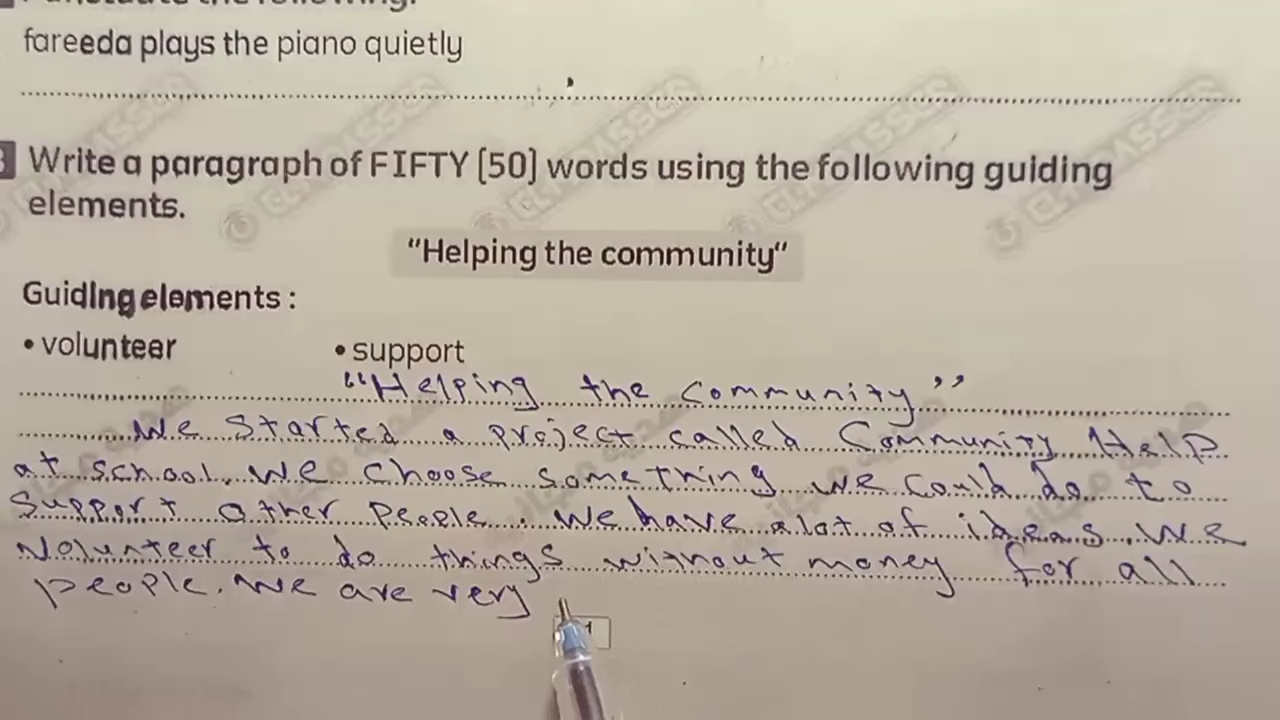 fareeda plays the piano quietly
Write a paragraph of FIFTY (50) words using the following guiding
elements.
"Helping the community"
Guiding elements :
• volunteer • support
"Helping the Community"
We started a project called Community Help
at school. We choose something we could do to
support other people. We have a lot of ideas. We
volunteer to do things without money for all
people. We are very